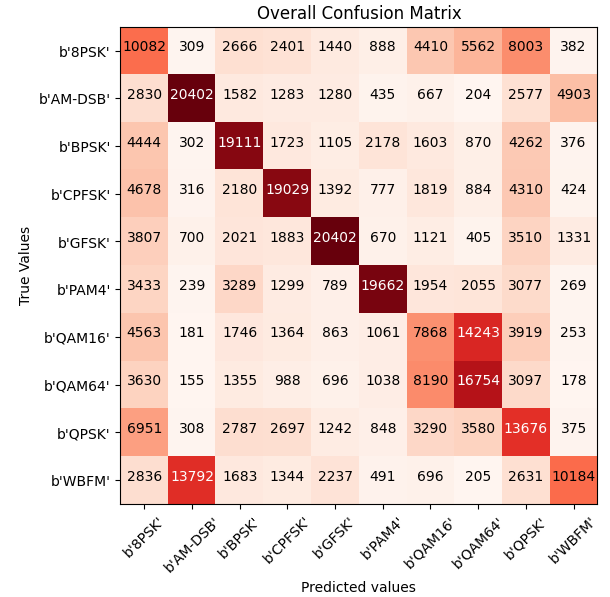 Overall Confusion Matrix
True Values
b'8PSK' 10082 309 2666 2401 1440 888 4410 5562 8003 382
b'AM-DSB' 2830 20402 1582 1283 1280 435 667 204 2577 4903
b'BPSK' 4444 302 19111 1723 1105 2178 1603 870 4262 376
b'CPFSK' 4678 316 2180 19029 1392 777 1819 884 4310 424
b'GFSK' 3807 700 2021 1883 20402 670 1121 405 3510 1331
b'PAM4' 3433 239 3289 1299 789 19662 1954 2055 3077 269
b'QAM16' 4563 181 1746 1364 863 1061 7868 14243 3919 253
b'QAM64' 3630 155 1355 988 696 1038 8190 16754 3097 178
b'QPSK' 6951 308 2787 2697 1242 848 3290 3580 13676 375
b'WBFM' 2836 13792 1683 1344 2237 491 696 205 2631 10184
b'8PSK' b'AM-DSB' b'BPSK' b'CPFSK' b'GFSK' b'PAM4' b'QAM16' b'QAM64' b'QPSK' b'WBFM'
Predicted values